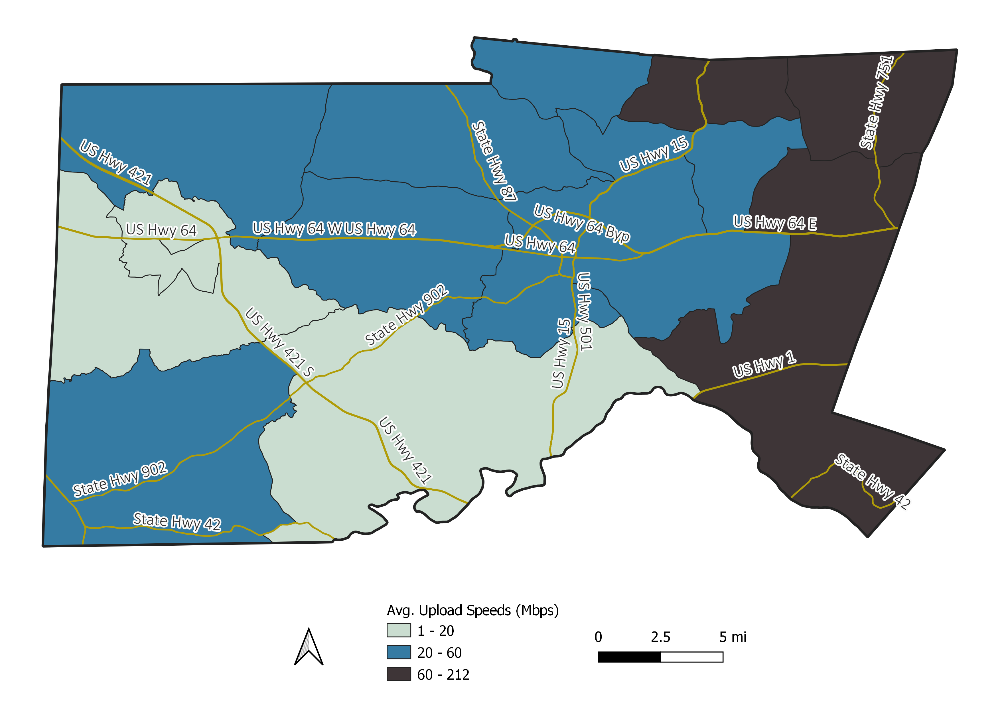 State Hwy 751
State Hwy 87
US Hwy 421
US Hwy 15
US Hwy 64 Byp
US Hwy 64 E
US Hwy 64
US Hwy 64 W
US Hwy 64
US Hwy 64
US Hwy 501
State Hwy 902
US Hwy 421 S
US Hwy 15
US Hwy 1
US Hwy 421
State Hwy 902
State Hwy 42
State Hwy 42
Avg. Upload Speeds (Mbps)
1 - 20
20 - 60
60 - 212
0 2.5 5 mi